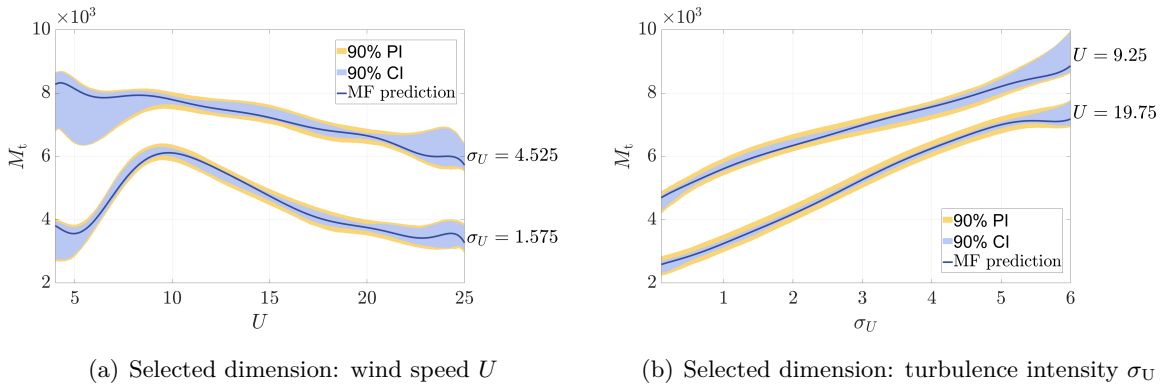 ×10³
10
8
6
4
2
M_t
5
10
15
20
25
U
90% PI
90% CI
MF prediction
σ_U = 4.525
σ_U = 1.575
(a) Selected dimension: wind speed U
×10³
10
8
6
4
2
M_t
1
2
3
4
5
6
σ_U
U = 9.25
U = 19.75
90% PI
90% CI
MF prediction
(b) Selected dimension: turbulence intensity σ_U